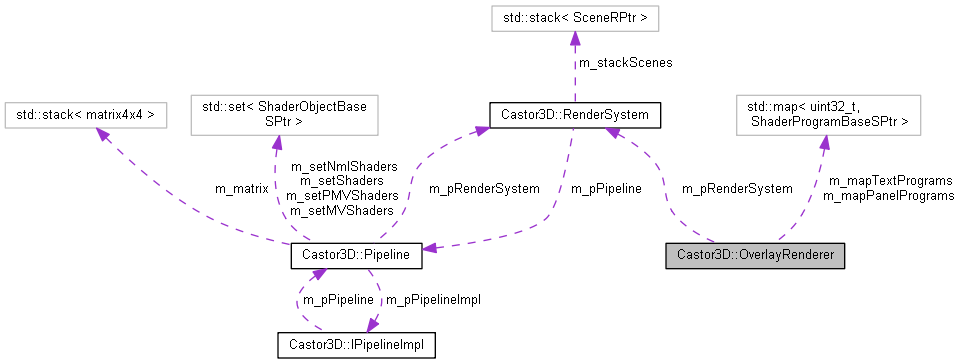 std::stack< SceneRPtr >
m_stackScenes
std::stack< matrix4x4 >
std::set< ShaderObjectBase
SPtr >
Castor3D::RenderSystem
std::map< uint32_t,
ShaderProgramBaseSPtr >
m_matrix
m_setNmlShaders
m_setShaders
m_setPMVShaders
m_setMVShaders
m_pRenderSystem
m_pPipeline
m_pRenderSystem
m_mapTextPrograms
m_mapPanelPrograms
Castor3D::Pipeline
Castor3D::OverlayRenderer
m_pPipeline
m_pPipelineImpl
Castor3D::IPipelineImpl